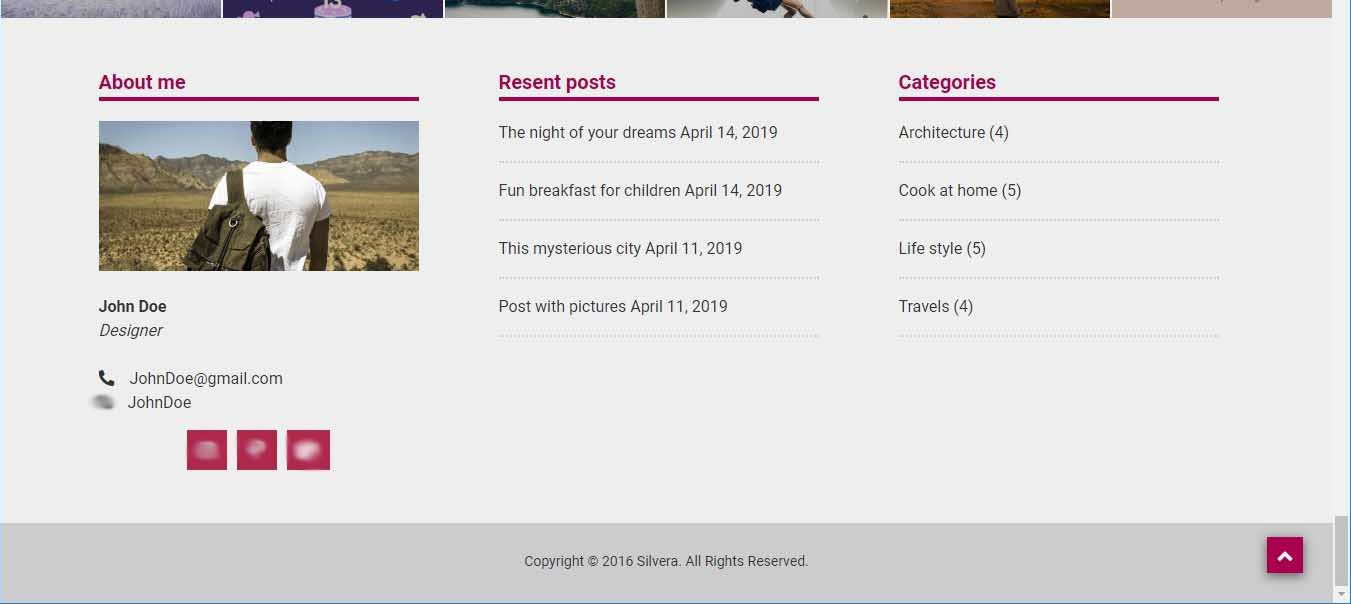 About me
John Doe
Designer
JohnDoe@gmail.com
JohnDoe
Resent posts
The night of your dreams April 14, 2019
Fun breakfast for children April 14, 2019
This mysterious city April 11, 2019
Post with pictures April 11, 2019
Categories
Architecture (4)
Cook at home (5)
Life style (5)
Travels (4)
Copyright © 2016 Silvera. All Rights Reserved.